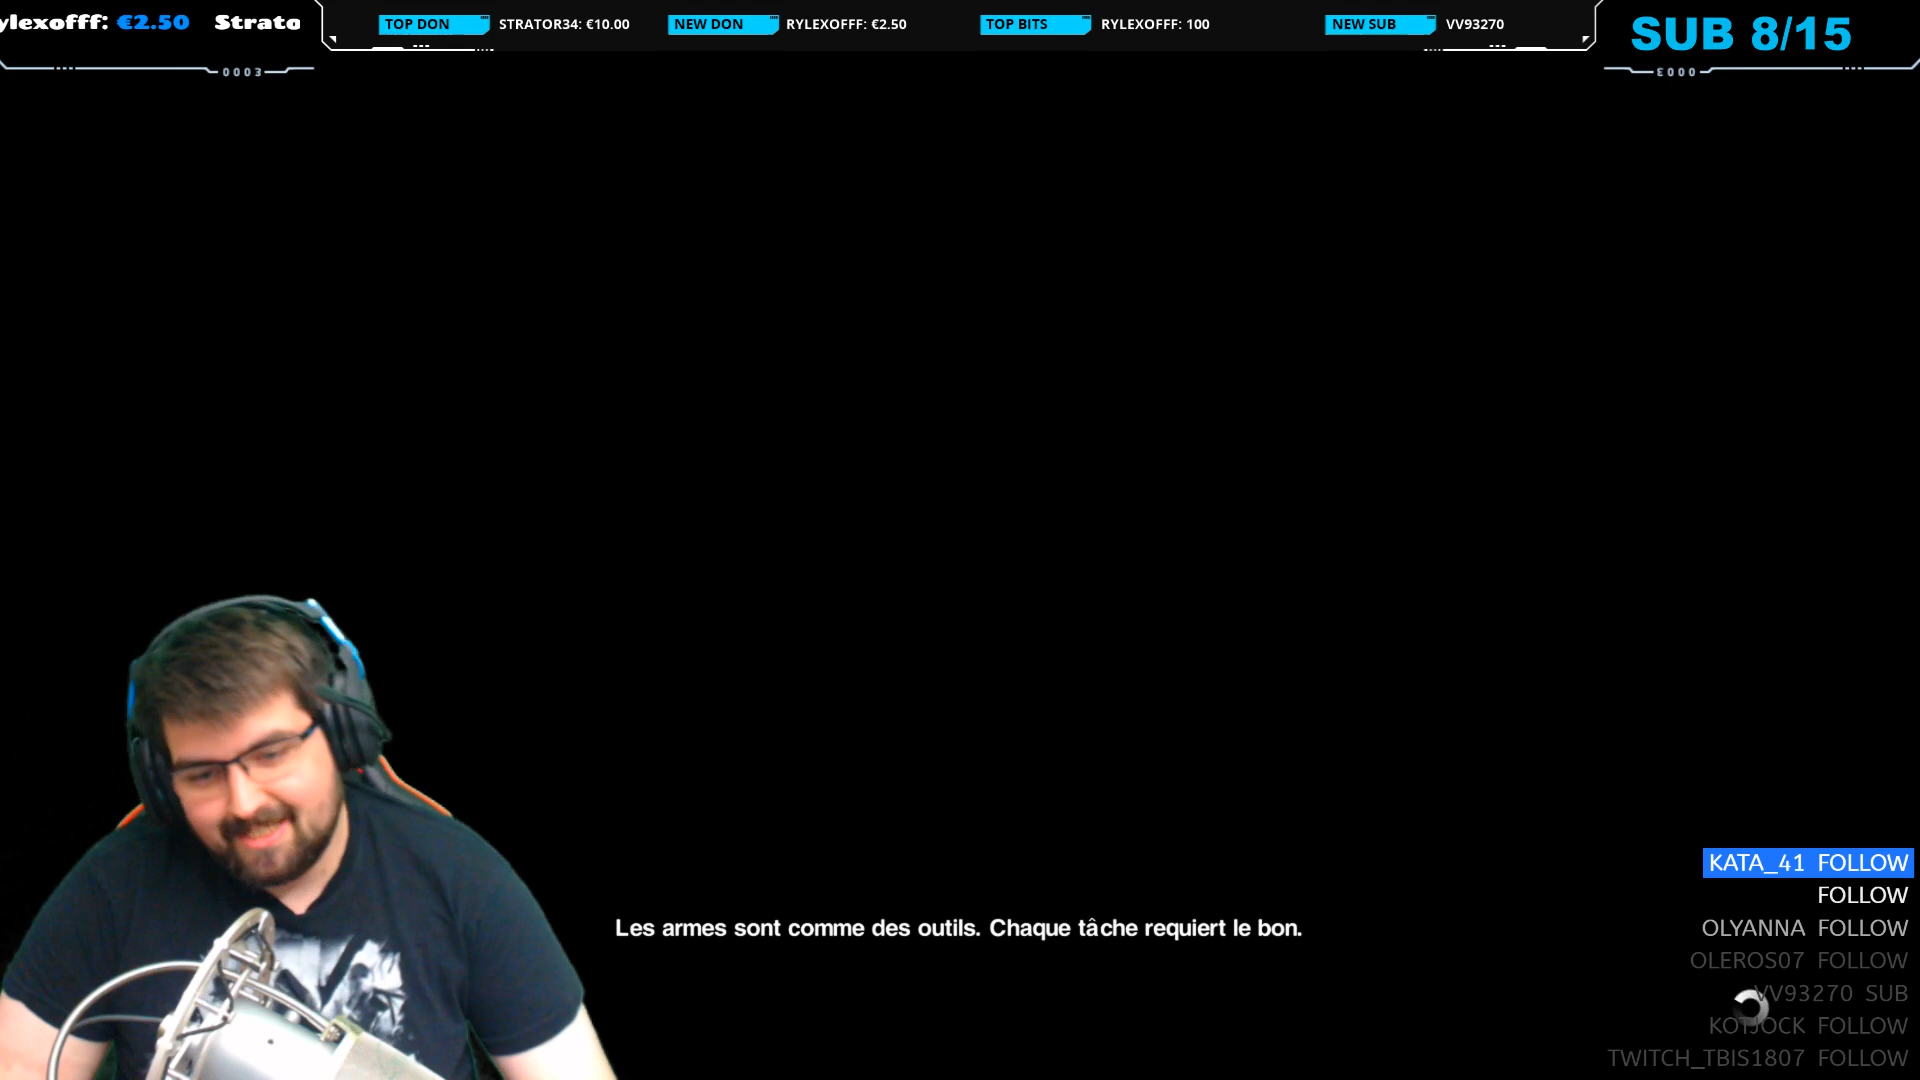 ylexofff: €2.50 Strato
TOP DON STRATOR34: €10.00 NEW DON RYLEXOFFF: €2.50 TOP BITS RYLEXOFFF: 100 NEW SUB VV93270
SUB 8/15
0003
Les armes sont comme des outils. Chaque tâche requiert le bon.
KATA_41 FOLLOW
FOLLOW
OLYANNA FOLLOW
OLEROS07 FOLLOW
VV93270 SUB
FOLLOW
TWITCH_TBIS1807 FOLLOW